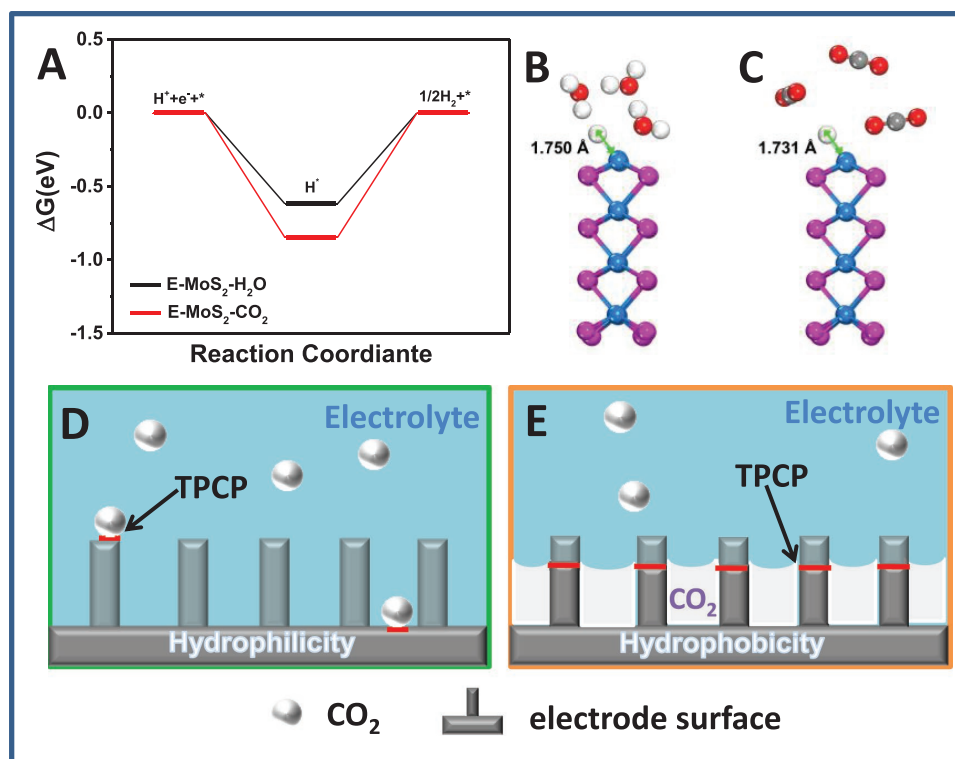 A
0.5
0.0
-0.5
-1.0
-1.5
ΔG(eV)
H⁺+e⁻+*
1/2H₂+*
H*
E-MoS₂-H₂O
E-MoS₂-CO₂
Reaction Coordiante
B
1.750 Å
C
1.731 Å
D
Electrolyte
TPCP
Hydrophilicity
E
Electrolyte
TPCP
CO₂
Hydrophobicity
CO₂
electrode surface